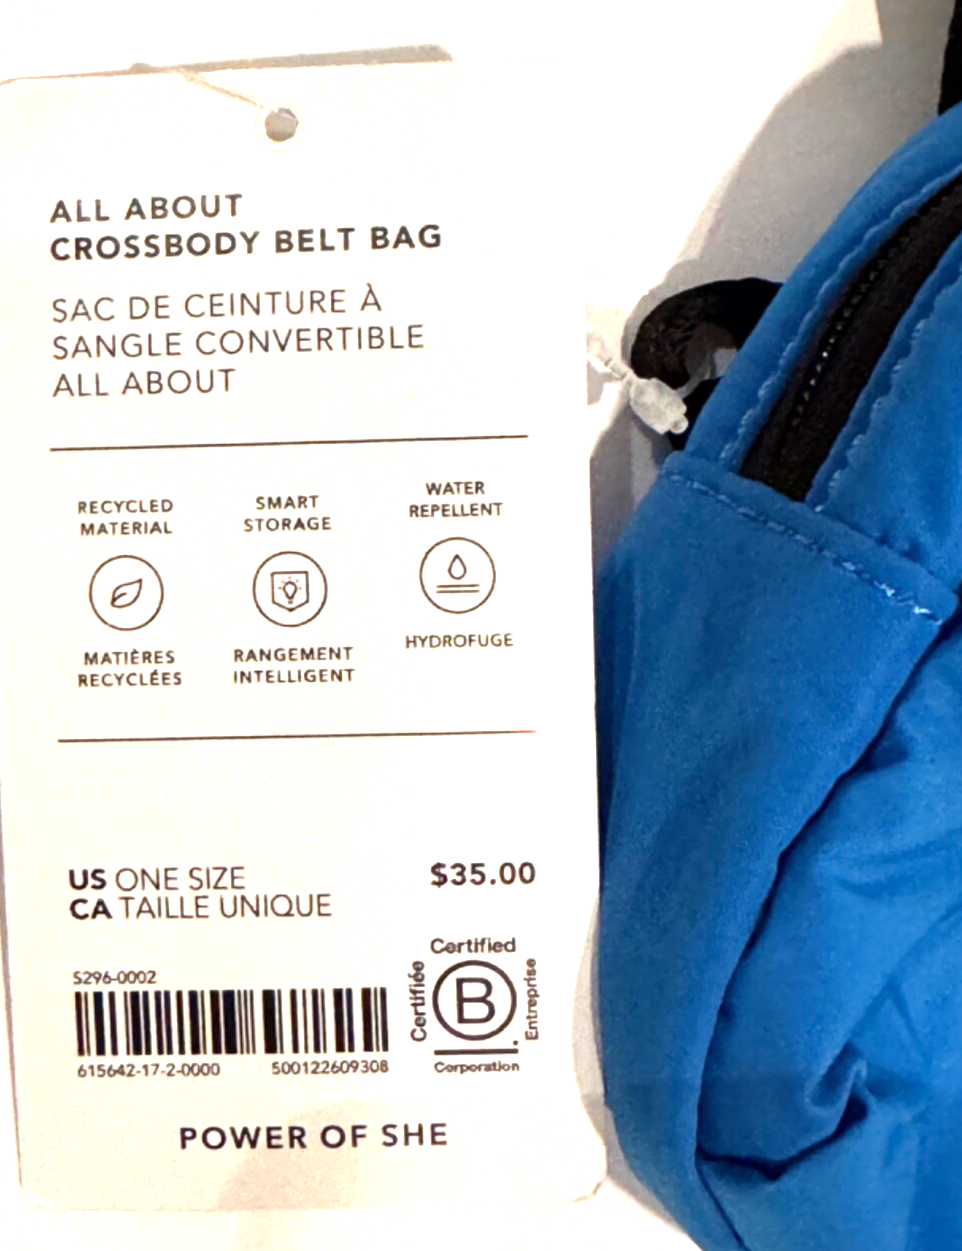 ALL ABOUT
CROSSBODY BELT BAG
SAC DE CEINTURE À
SANGLE CONVERTIBLE
ALL ABOUT
RECYCLED
MATERIAL
MATIÈRES
RECYCLÉES
SMART
STORAGE
RANGEMENT
INTELLIGENT
WATER
REPELLENT
HYDROFUGE
US ONE SIZE
CA TAILLE UNIQUE
$35.00
S296-0002
615642-17-2-0000 500122609308
Certified
Certifiée
B
Entreprise
Corporation
POWER OF SHE